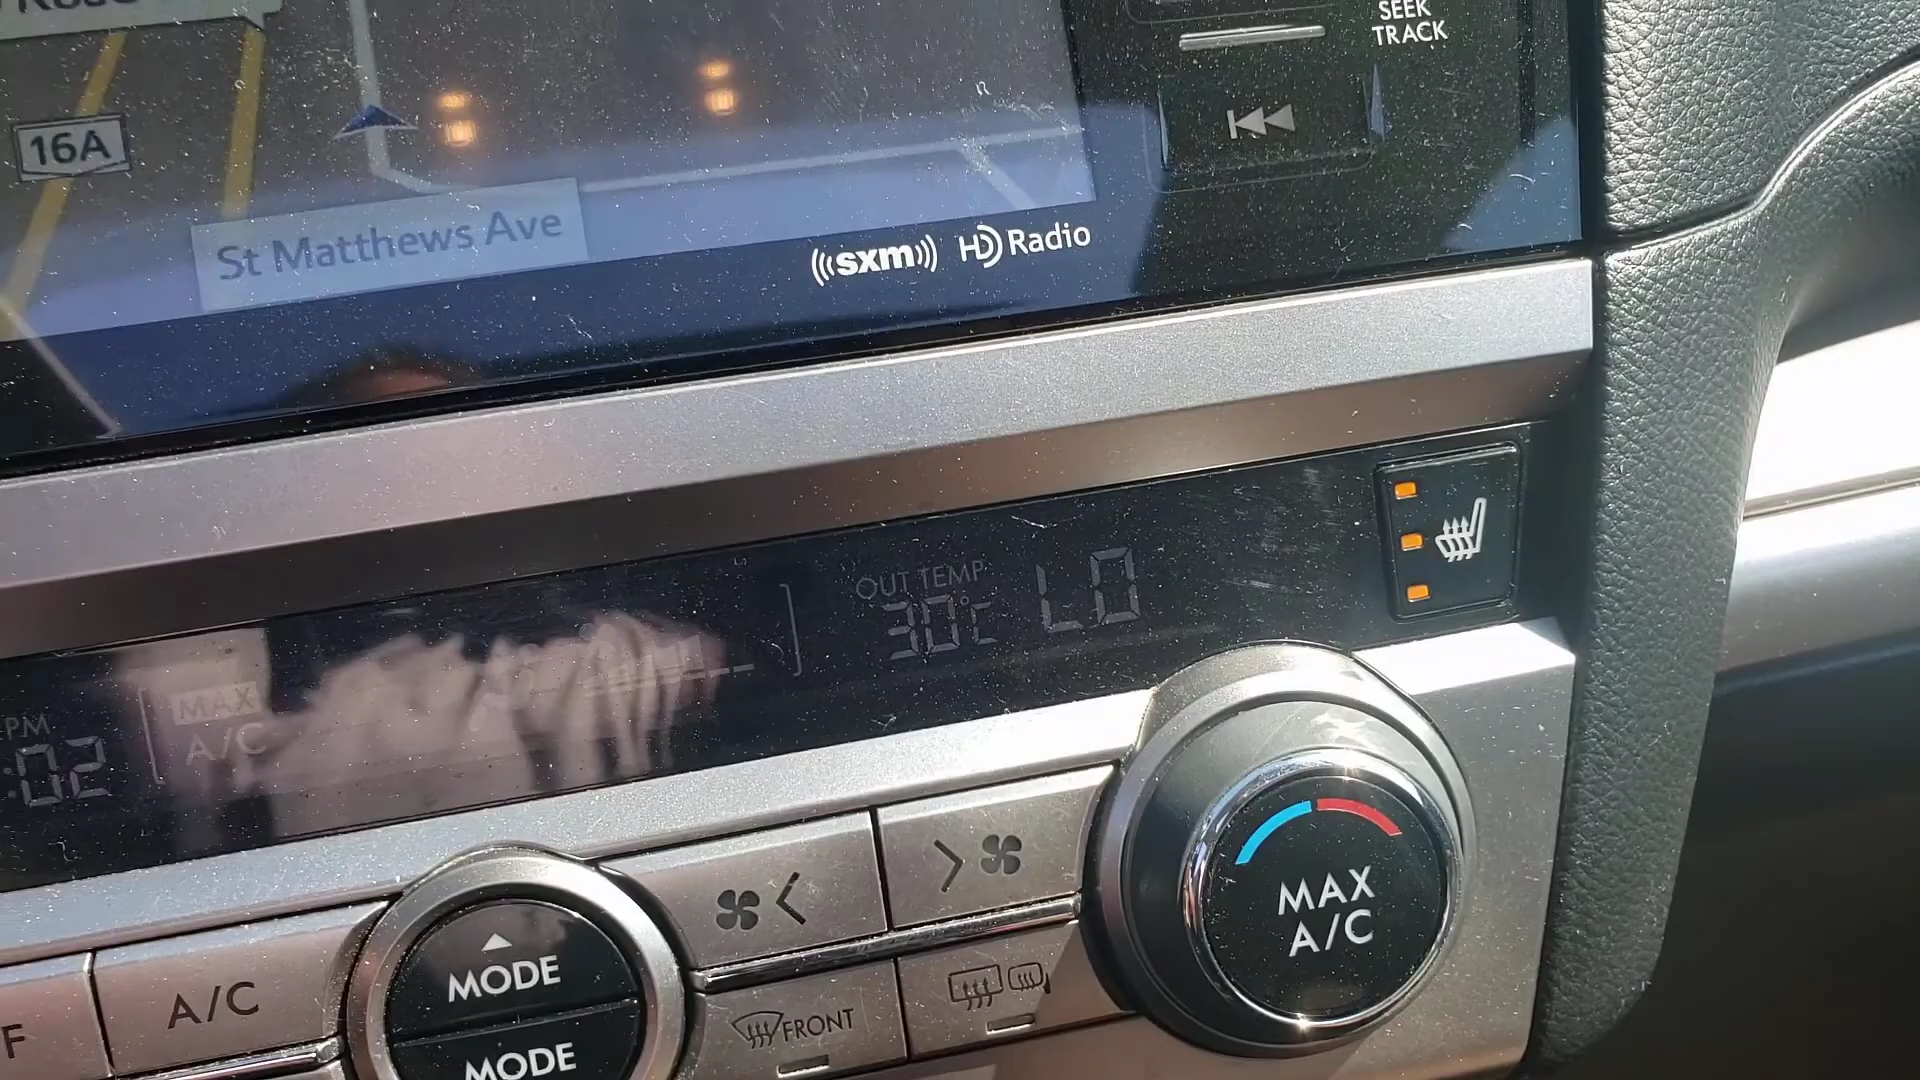 SEEK
TRACK
16A
St Matthews Ave
sxm HD Radio
OUT TEMP
30°C LO
PM
:02
MAX
A/C
MAX
A/C
A/C
MODE
MODE
FRONT
F